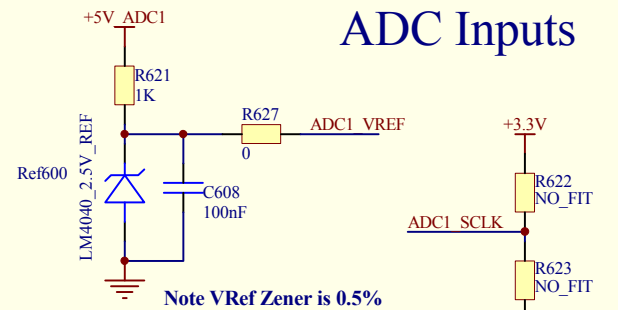 ADC Inputs
+5V_ADC1
R621
1K
R627
0
ADC1_VREF
Ref600
LM4040_2.5V_REF
C608
100nF
Note VRef Zener is 0.5%
+3.3V
R622
NO_FIT
ADC1_SCLK
R623
NO_FIT